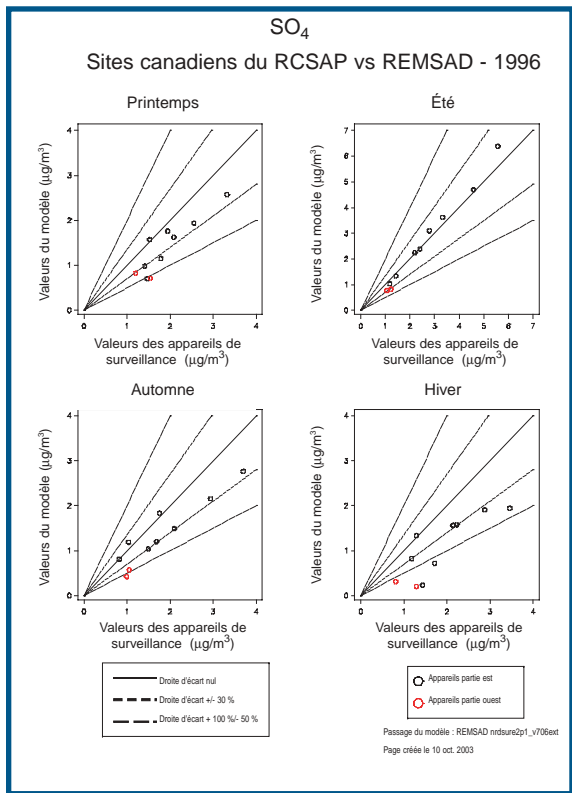 SO4
Sites canadiens du RCSAP vs REMSAD - 1996
Printemps
Valeurs du modèle (µg/m³)
4
3
2
1
0
0 1 2 3 4
Valeurs des appareils de
surveillance (µg/m³)
Été
Valeurs du modèle (µg/m³)
7
6
5
4
3
2
1
0
0 1 2 3 4 5 6 7
Valeurs des appareils de
surveillance (µg/m³)
Automne
Valeurs du modèle (µg/m³)
4
3
2
1
0
0 1 2 3 4
Valeurs des appareils de
surveillance (µg/m³)
Hiver
Valeurs du modèle (µg/m³)
4
3
2
1
0
0 1 2 3 4
Valeurs des appareils de
surveillance (µg/m³)
Droite d'écart nul
Droite d'écart +/- 30 %
Droite d'écart + 100 %/- 50 %
Appareils partie est
Appareils partie ouest
Passage du modèle : REMSAD nrdsure2p1_v706ext
Page créée le 10 oct. 2003